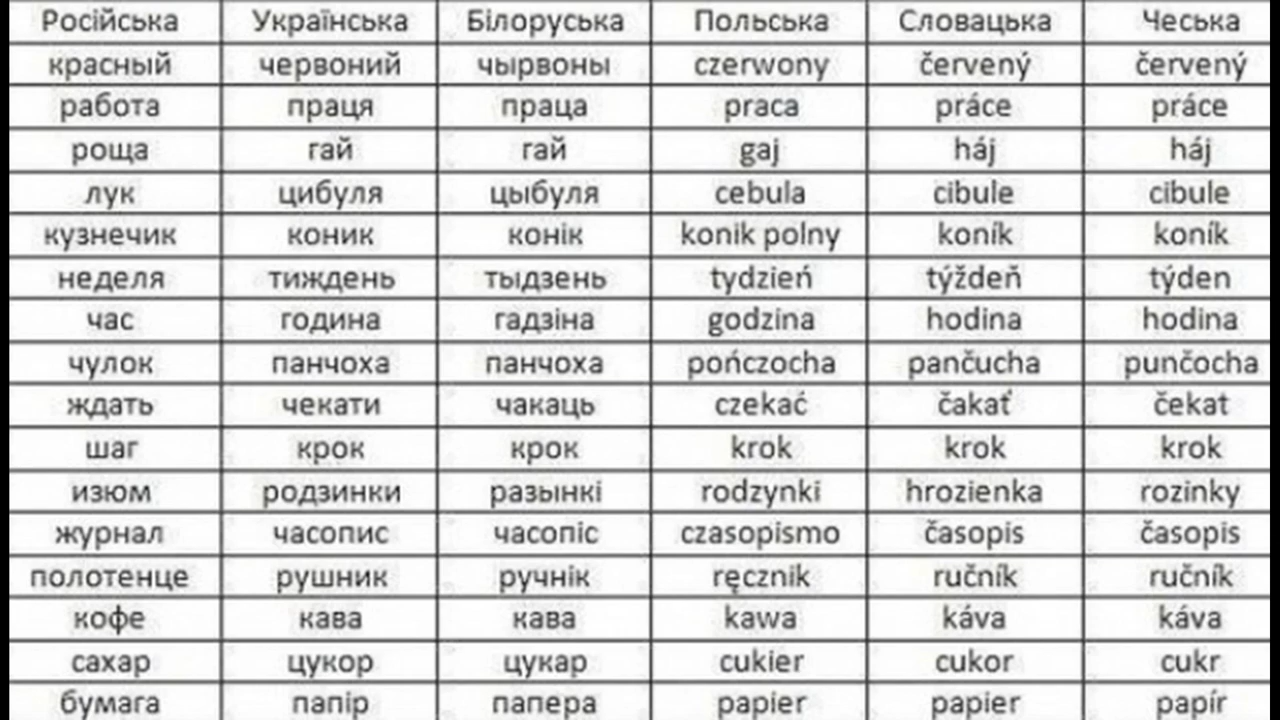 Російська Українська Білоруська Польська Словацька Чеська
красный червоний чырвоны czerwony červený červený
работа праця праца praca práce práce
роща гай гай gaj háj háj
лук цибуля цыбуля cebula cibule cibule
кузнечик коник конік konik polny koník koník
неделя тиждень тыдзень tydzień týždeň týden
час година гадзіна godzina hodina hodina
чулок панчоха панчоха pończocha pančucha punčocha
ждать чекати чакаць czekać čakať čekat
шаг крок крок krok krok krok
изюм родзинки разынкі rodzynki hrozienka rozinky
журнал часопис часопіс czasopismo časopis časopis
полотенце рушник ручнік ręcznik ručník ručník
кофе кава кава kawa káva káva
сахар цукор цукар cukier cukor cukr
бумага папір папера papier papier papír